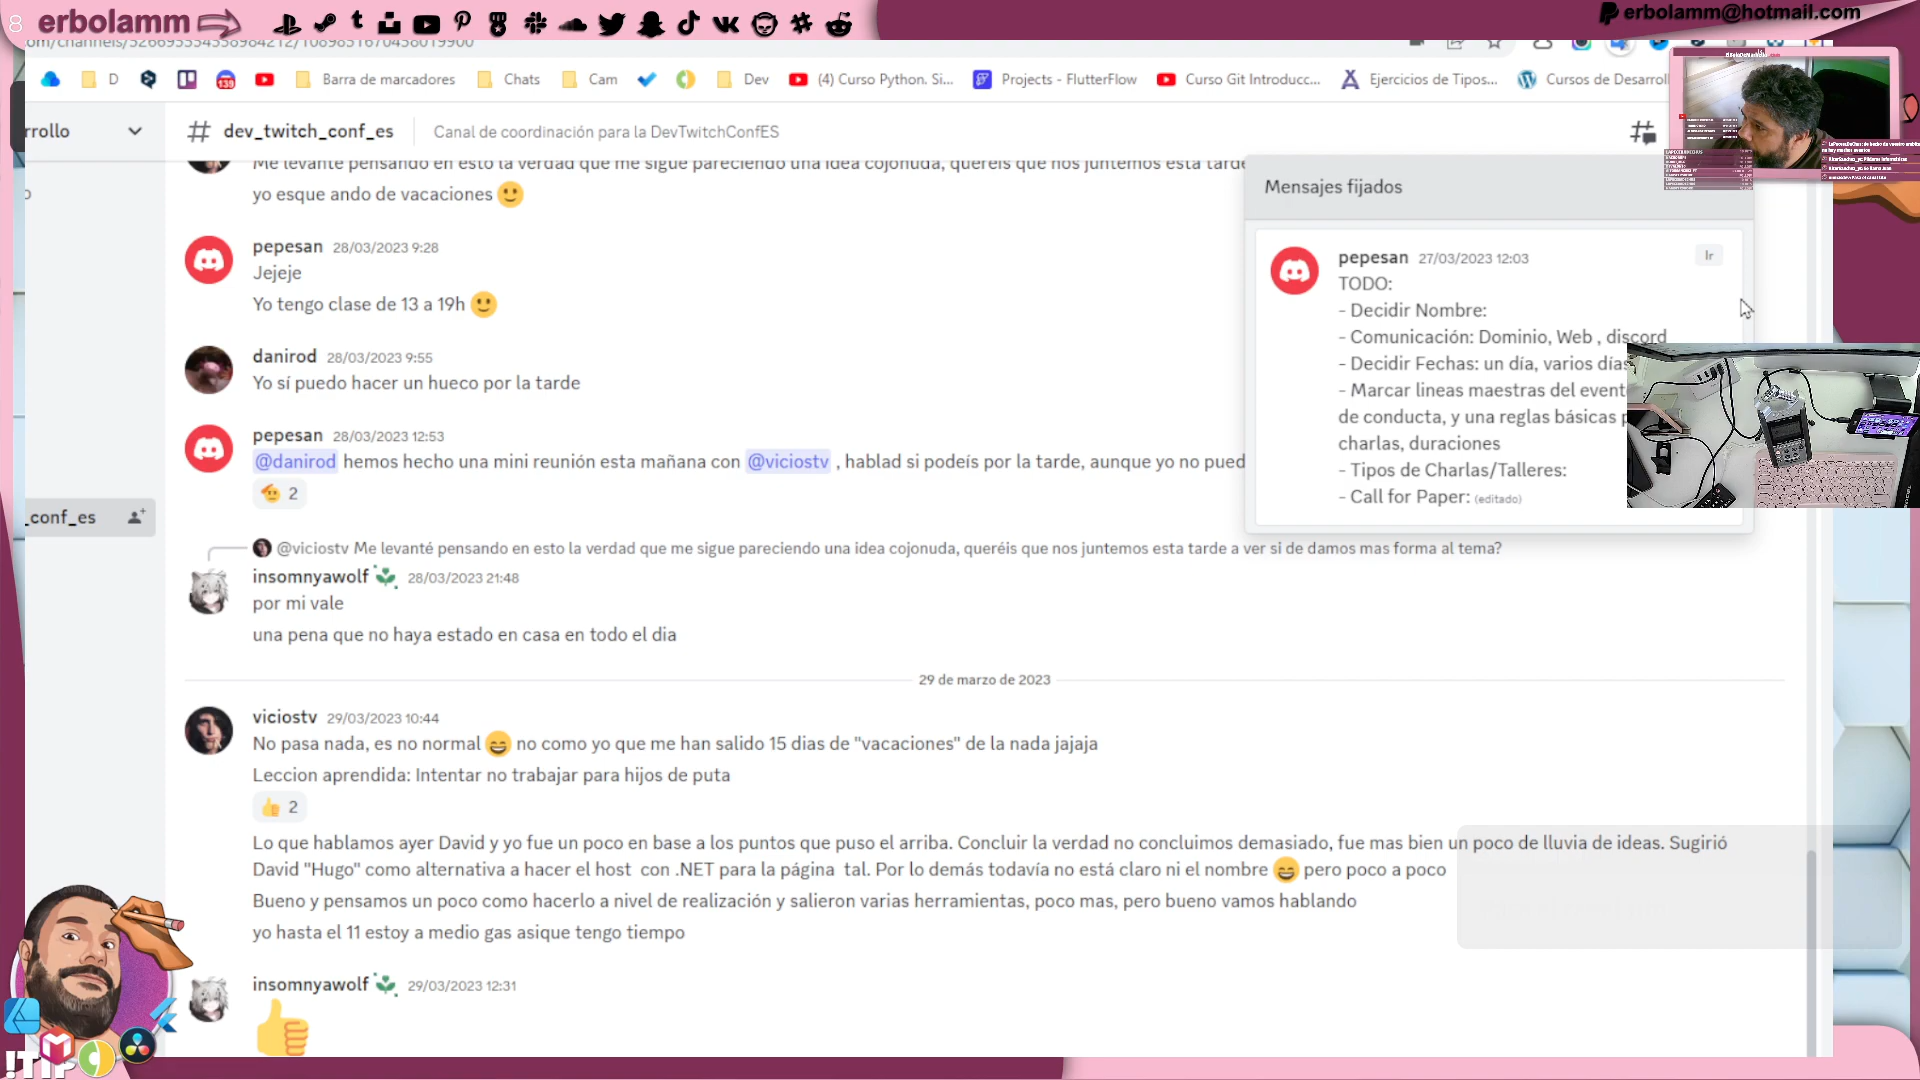 8 erbolamm
erbolamm@hotmail.com
D
139
Barra de marcadores
Chats
Cam
Dev
(4) Curso Python. Si...
Projects - FlutterFlow
Curso Git Introducc...
Ejercicios de Tipos...
Cursos de Desarroll
rrollo
# dev_twitch_conf_es
Canal de coordinación para la DevTwitchConfES
Me levante pensando en esto la verdad que me sigue pareciendo una idea cojonuda, queréis que nos juntemos esta tarde
yo esque ando de vacaciones 🙂
pepesan 28/03/2023 9:28
Jejeje
Yo tengo clase de 13 a 19h 🙂
danirod 28/03/2023 9:55
Yo sí puedo hacer un hueco por la tarde
pepesan 28/03/2023 12:53
@danirod hemos hecho una mini reunión esta mañana con @viciostv , hablad si podeís por la tarde, aunque yo no pued
2
_conf_es
@viciostv Me levanté pensando en esto la verdad que me sigue pareciendo una idea cojonuda, queréis que nos juntemos esta tarde a ver si de damos mas forma al tema?
insomnyawolf 28/03/2023 21:48
por mi vale
una pena que no haya estado en casa en todo el dia
29 de marzo de 2023
viciostv 29/03/2023 10:44
No pasa nada, es no normal 😄 no como yo que me han salido 15 dias de "vacaciones" de la nada jajaja
Leccion aprendida: Intentar no trabajar para hijos de puta
👍 2
Lo que hablamos ayer David y yo fue un poco en base a los puntos que puso el arriba. Concluir la verdad no concluimos demasiado, fue mas bien un poco de lluvia de ideas. Sugirió
David "Hugo" como alternativa a hacer el host con .NET para la página tal. Por lo demás todavía no está claro ni el nombre 😄 pero poco a poco
Bueno y pensamos un poco como hacerlo a nivel de realización y salieron varias herramientas, poco mas, pero bueno vamos hablando
yo hasta el 11 estoy a medio gas asique tengo tiempo
insomnyawolf 29/03/2023 12:31
👍
Mensajes fijados
pepesan 27/03/2023 12:03
Ir
TODO:
- Decidir Nombre:
- Comunicación: Dominio, Web , discord
- Decidir Fechas: un día, varios días
- Marcar lineas maestras del event
de conducta, y una reglas básicas p
charlas, duraciones
- Tipos de Charlas/Talleres:
- Call for Paper: (editado)
!TIP